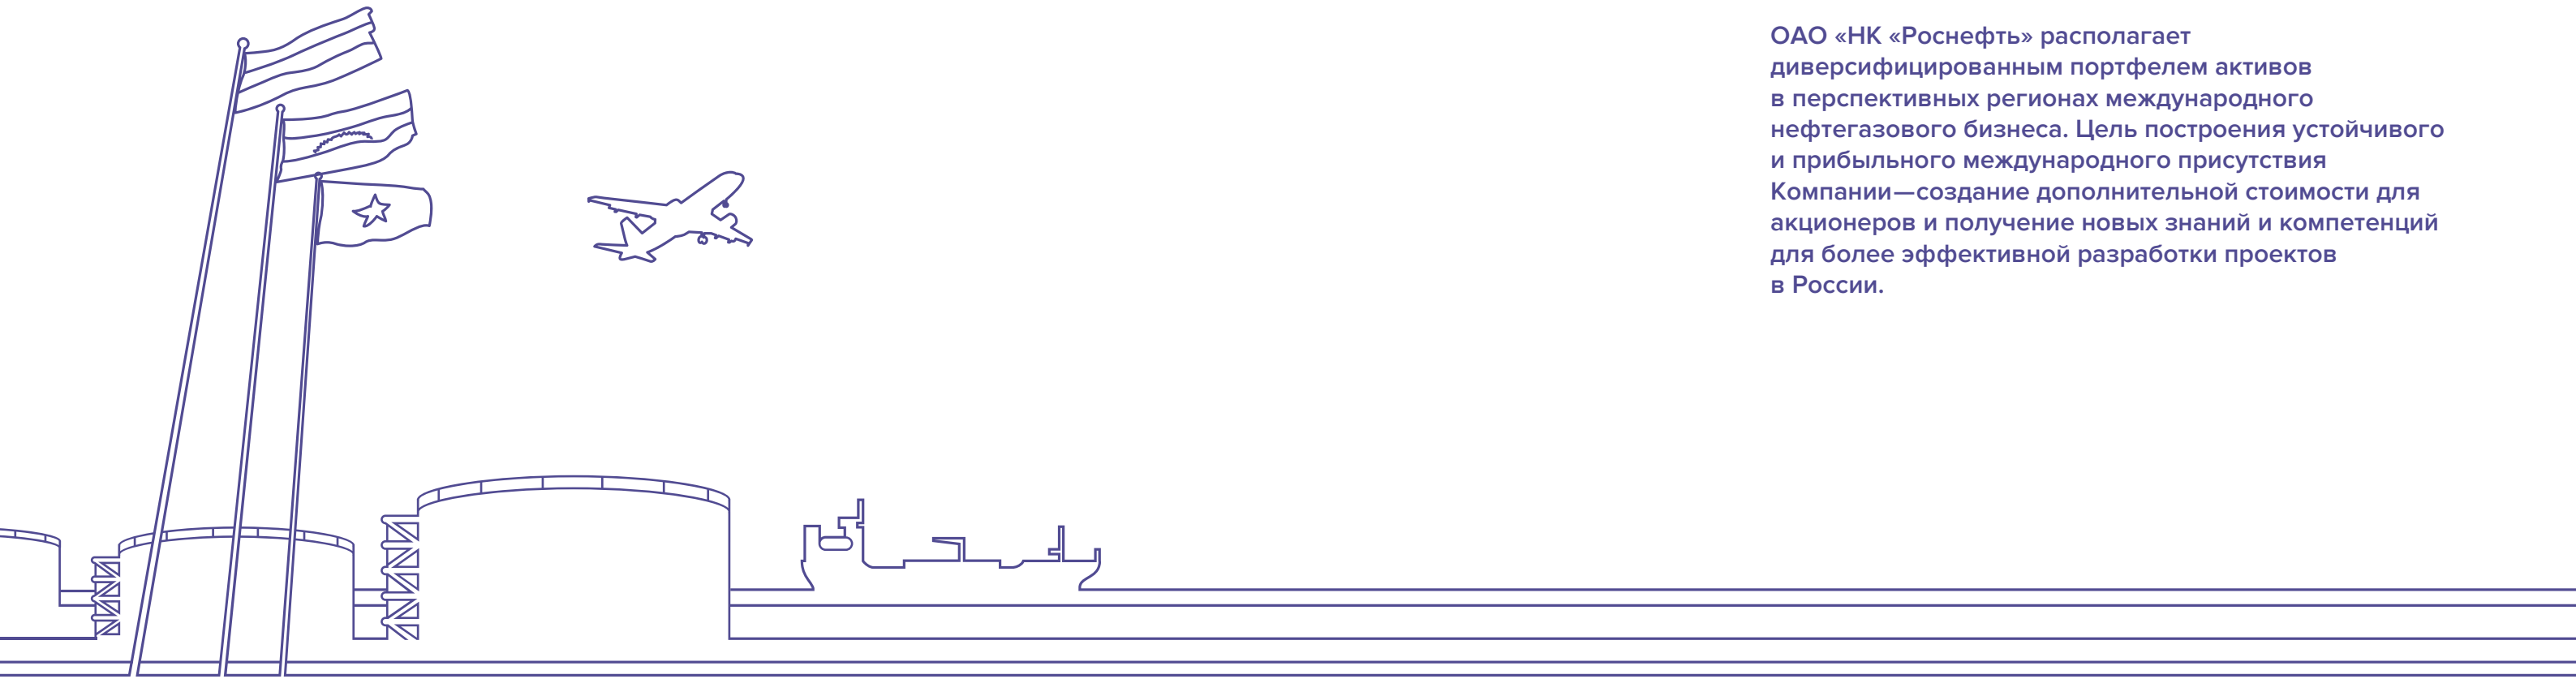 ОАО «НК «Роснефть» располагает
диверсифицированным портфелем активов
в перспективных регионах международного
нефтегазового бизнеса. Цель построения устойчивого
и прибыльного международного присутствия
Компании—создание дополнительной стоимости для
акционеров и получение новых знаний и компетенций
для более эффективной разработки проектов
в России.